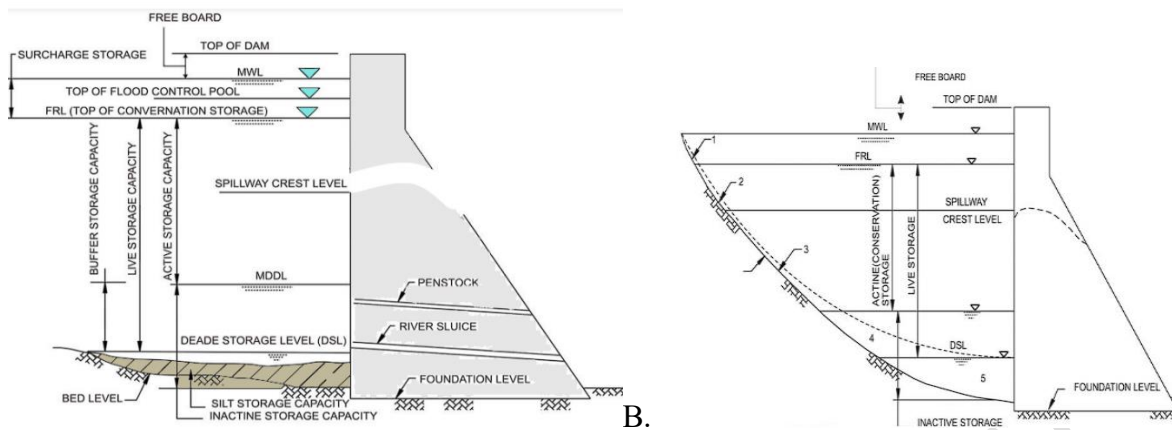 FREE BOARD
TOP OF DAM
SURCHARGE STORAGE
MWL
TOP OF FLOOD CONTROL POOL
FRL (TOP OF CONVERNATION STORAGE)
BUFFER STORAGE CAPACITY
LIVE STORAGE CAPACITY
ACTIVE STORAGE CAPACITY
SPILLWAY CREST LEVEL
MDDL
PENSTOCK
RIVER SLUICE
DEADE STORAGE LEVEL (DSL)
FOUNDATION LEVEL
BED LEVEL
SILT STORAGE CAPACITY
INACTINE STORAGE CAPACITY
B.
FREE BOARD
TOP OF DAM
MWL
1
FRL
2
SPILLWAY
CREST LEVEL
ACTINE(CONSERVATION)
STORAGE
LIVE STORAGE
3
4
DSL
5
FOUNDATION LEVEL
INACTIVE STORAGE